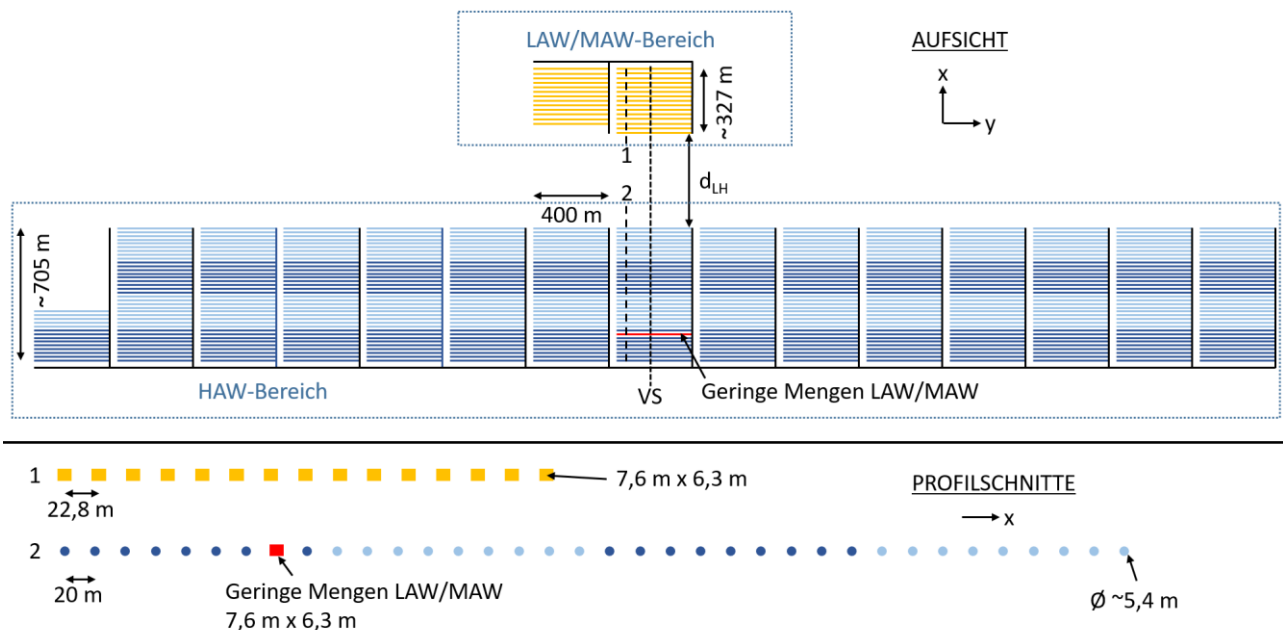 LAW/MAW-Bereich
AUFSICHT
x
y
~327 m
1
2
d_LH
400 m
~705 m
HAW-Bereich
VS
Geringe Mengen LAW/MAW
1
7,6 m x 6,3 m
22,8 m
PROFILSCHNITTE
x
2
20 m
Geringe Mengen LAW/MAW
7,6 m x 6,3 m
Ø ~5,4 m